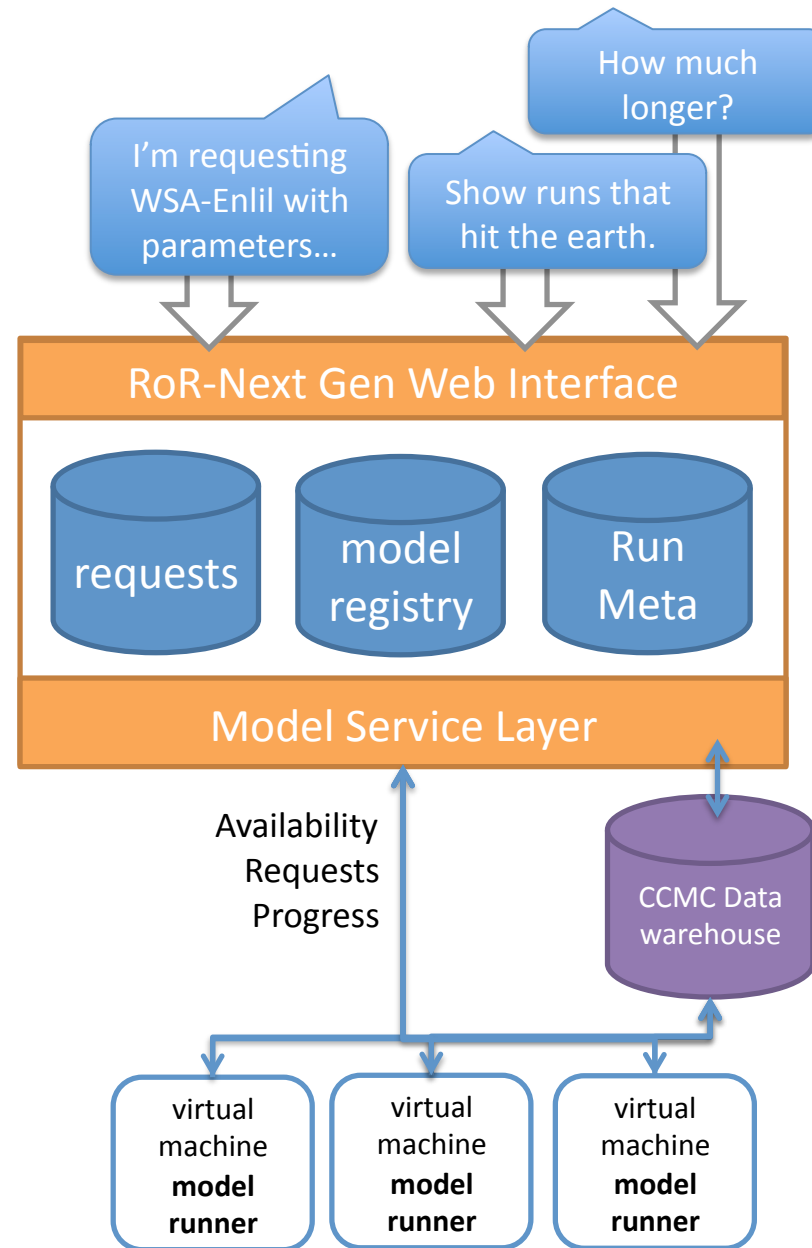 How much
longer?
I'm requesting
WSA-Enlil with
parameters…
Show runs that
hit the earth.
RoR-Next Gen Web Interface
requests
model
registry
Run
Meta
Model Service Layer
Availability
Requests
Progress
CCMC Data
warehouse
virtual
machine
model
runner
virtual
machine
model
runner
virtual
machine
model
runner